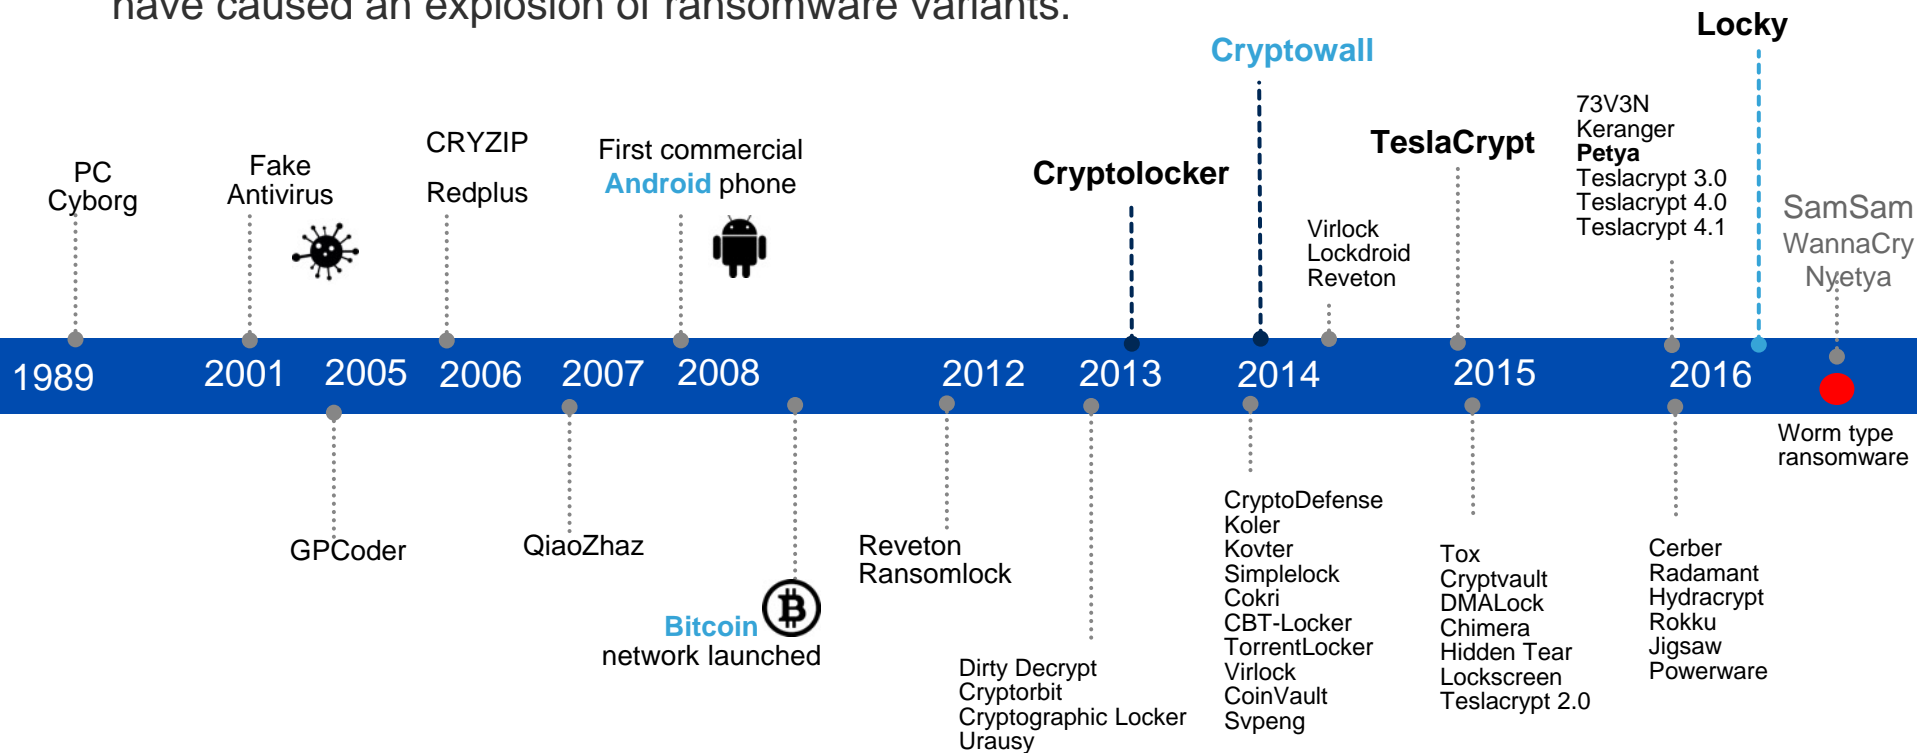 have caused an explosion of ransomware variants.
Locky
Cryptowall
73V3N
Keranger
Petya
Teslacrypt 3.0
Teslacrypt 4.0
Teslacrypt 4.1
TeslaCrypt
CRYZIP
Redplus
First commercial
Android phone
Fake
Antivirus
PC
Cyborg
Cryptolocker
Virlock
Lockdroid
Reveton
SamSam
WannaCry
Nyetya
1989
2001
2005
2006
2007
2008
2012
2013
2014
2015
2016
Worm type
ransomware
GPCoder
QiaoZhaz
Bitcoin
network launched
Reveton
Ransomlock
Dirty Decrypt
Cryptorbit
Cryptographic Locker
Urausy
CryptoDefense
Koler
Kovter
Simplelock
Cokri
CBT-Locker
TorrentLocker
Virlock
CoinVault
Svpeng
Tox
Cryptvault
DMALock
Chimera
Hidden Tear
Lockscreen
Teslacrypt 2.0
Cerber
Radamant
Hydracrypt
Rokku
Jigsaw
Powerware